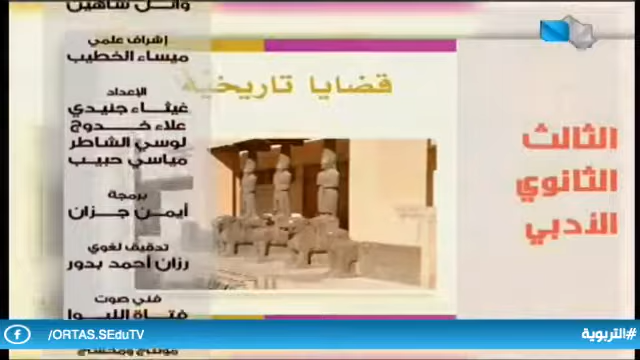 وائل شاهين
إشراف علمي
ميساء الخطيب
الإعداد
غيثاء جنيدي
علاء خدوج
لوسي الشاطر
مياسي حبيب
برمجة
أيمن جزان
تدقيق لغوي
رزان أحمد بدور
فني صوت
قضايا تاريخية
الثالث
الثانوي
الأدبي
/ORTAS.SEduTV
#التربوية